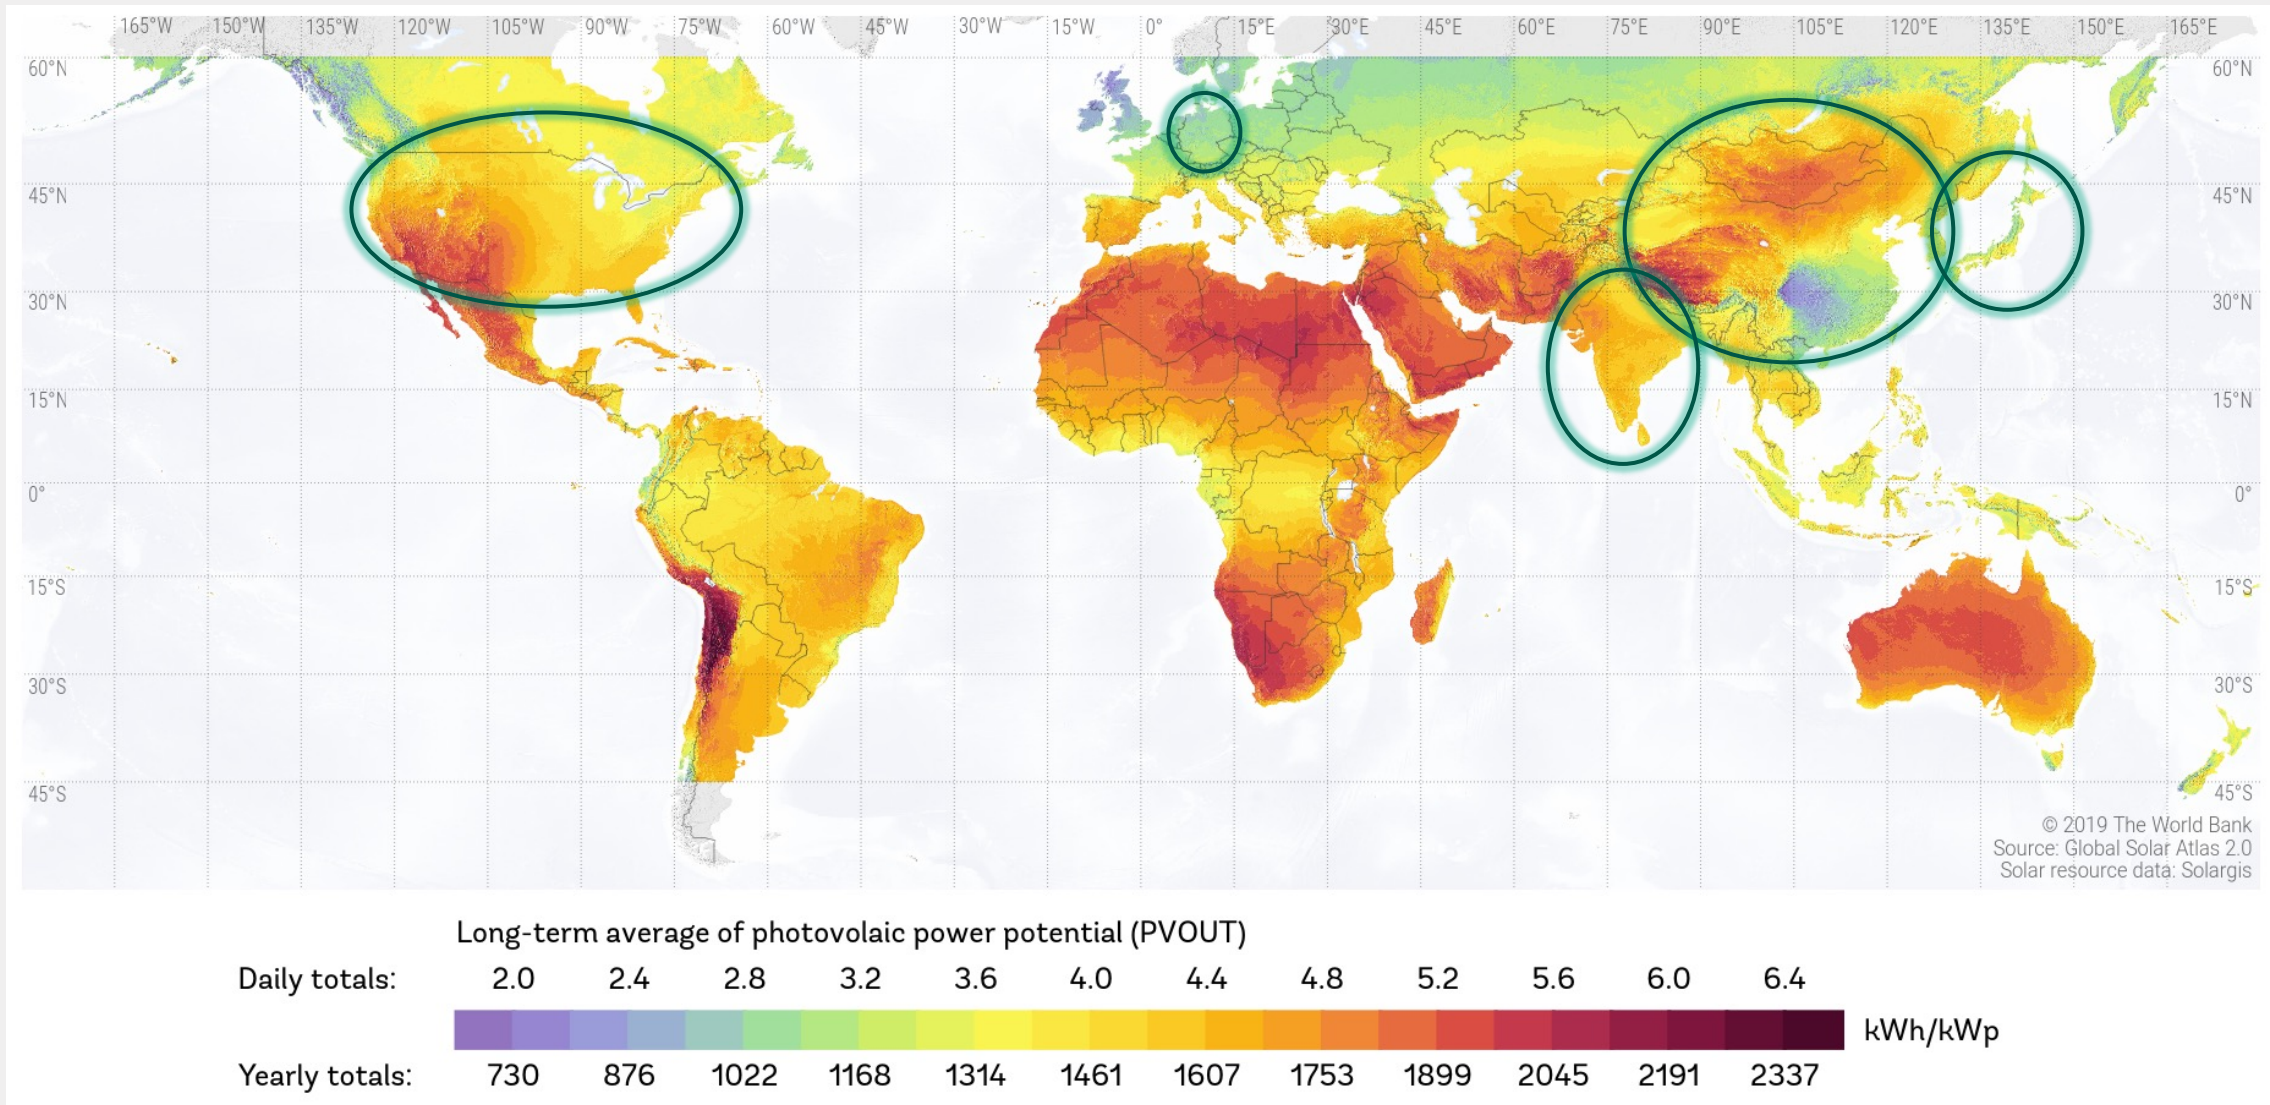 165°W 150°W 135°W 120°W 105°W 90°W 75°W 60°W 45°W 30°W 15°W 0° 15°E 30°E 45°E 60°E 75°E 90°E 105°E 120°E 135°E 150°E 165°E
60°N 60°N
45°N 45°N
30°N 30°N
15°N 15°N
0° 0°
15°S 15°S
30°S 30°S
45°S 45°S
© 2019 The World Bank
Source: Global Solar Atlas 2.0
Solar resource data: Solargis
Long-term average of photovolaic power potential (PVOUT)
Daily totals: 2.0 2.4 2.8 3.2 3.6 4.0 4.4 4.8 5.2 5.6 6.0 6.4
kWh/kWp
Yearly totals: 730 876 1022 1168 1314 1461 1607 1753 1899 2045 2191 2337